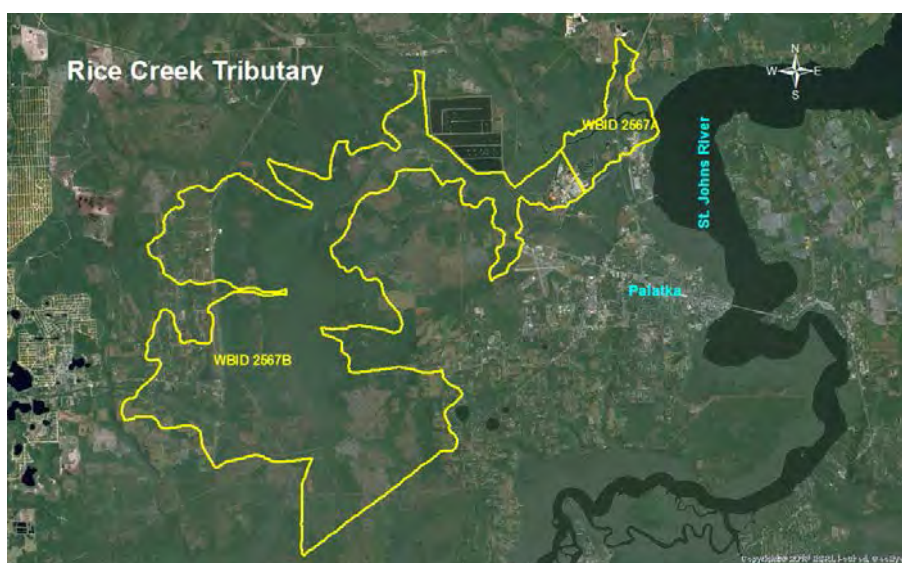 Rice Creek Tributary
N
W E
S
WBID 2567A
St. Johns River
Palatka
WBID 2567B